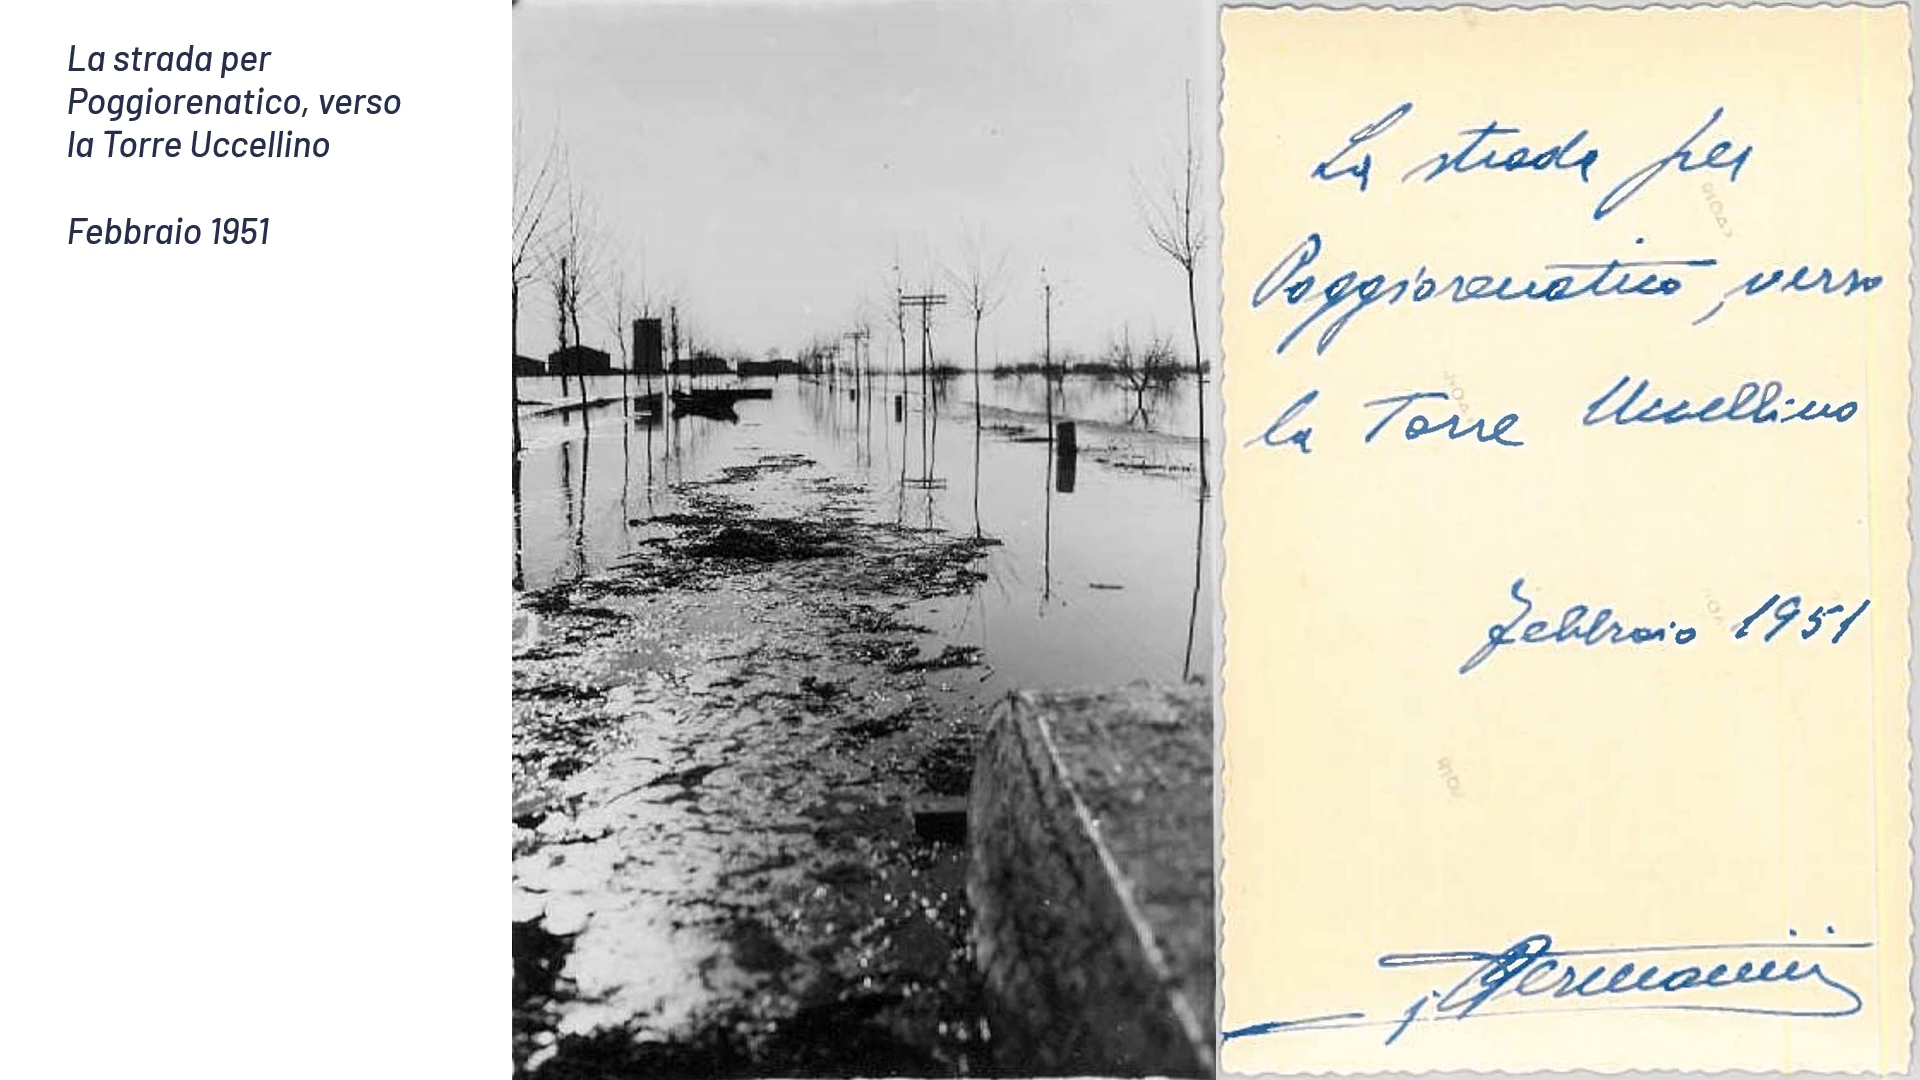 La strada per
Poggiorenatico, verso
la Torre Uccellino
Febbraio 1951
La strada per
Poggiorenatico, verso
la Torre Uccellino
febbraio 1951